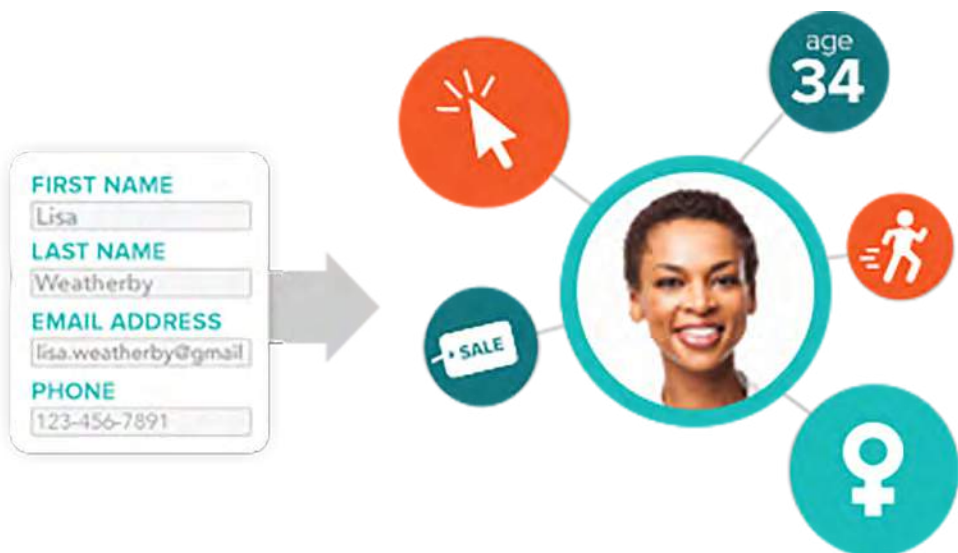 FIRST NAME
Lisa
LAST NAME
Weatherby
EMAIL ADDRESS
lisa.weatherby@gmail
PHONE
123-456-7891
age
34
SALE